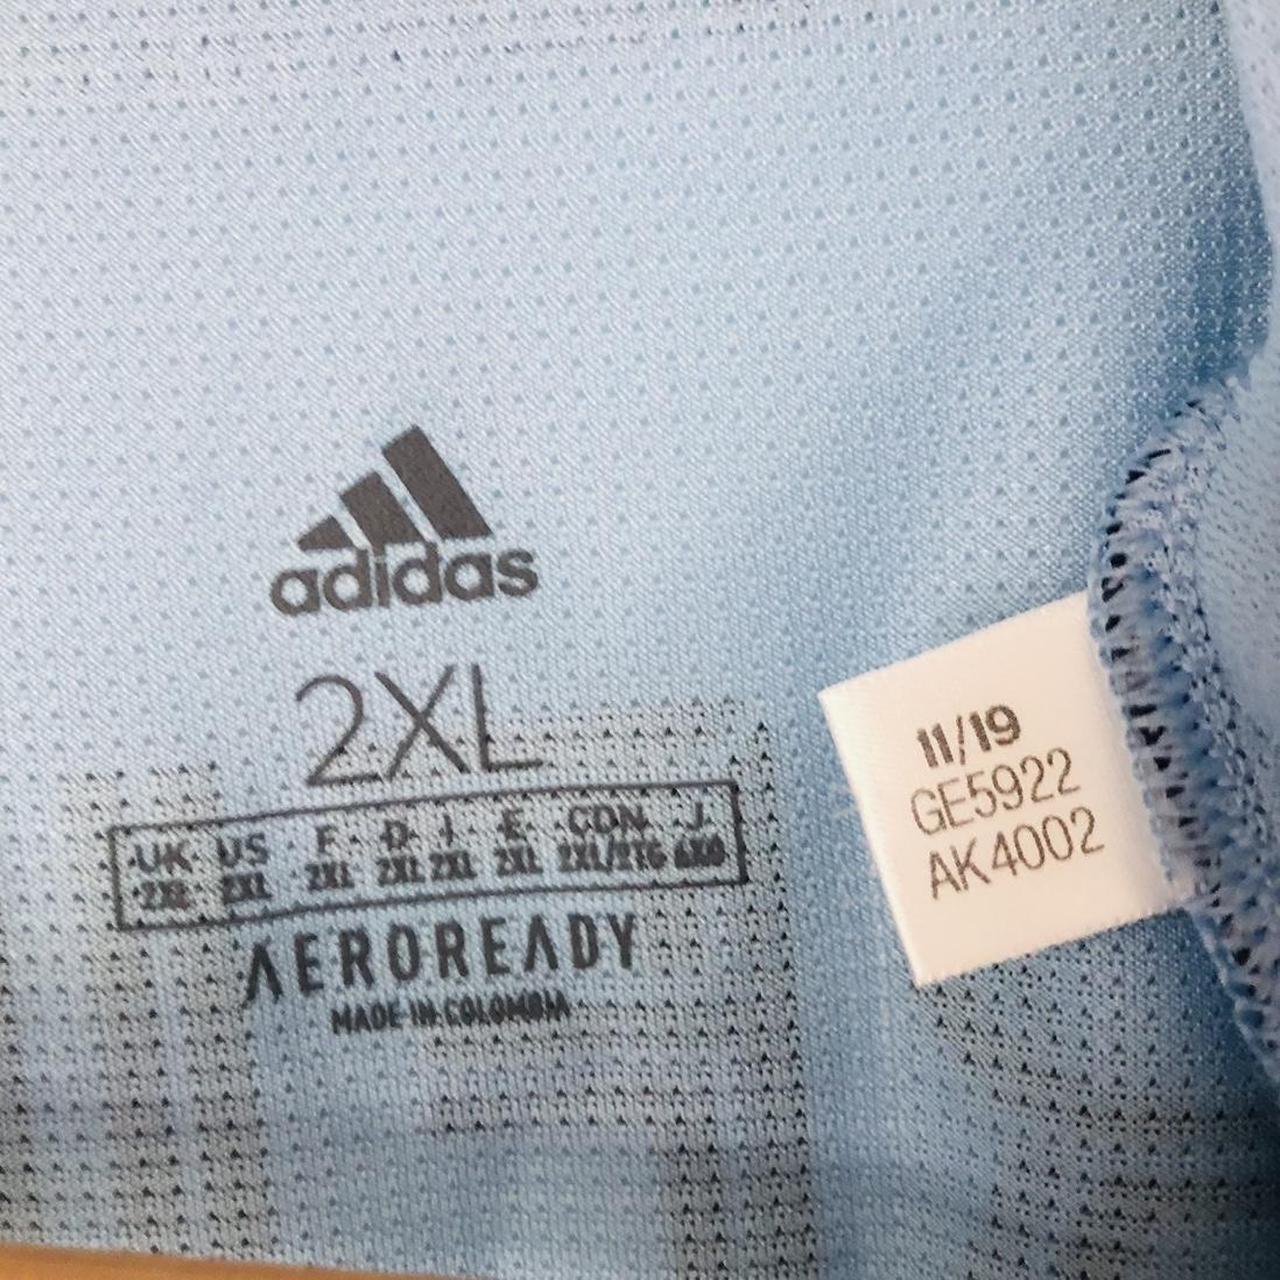 adidas
2XL
UK US F D I E CDN J
2XL 2XL 2XL 2XL 2XL 2XL 2XL/2TG
AEROREADY
MADE IN COLOMBIA
11/19
GE5922
AK4002